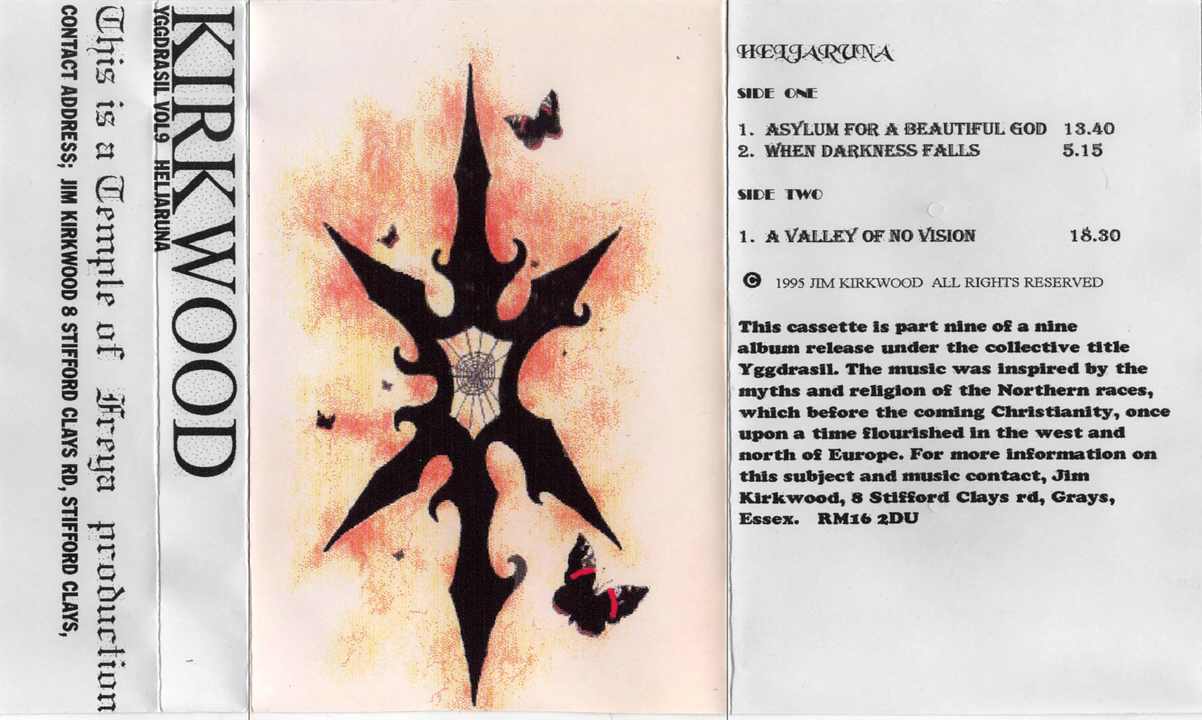 This is a Temple of Freya production
CONTACT ADDRESS; JIM KIRKWOOD 8 STIFFORD CLAYS RD, STIFFORD CLAYS,
KIRKWOOD
YGGDRASIL VOL9 HELJARUNA
HELJARUNA
SIDE ONE
1. ASYLUM FOR A BEAUTIFUL GOD 13.40
2. WHEN DARKNESS FALLS 5.15
SIDE TWO
1. A VALLEY OF NO VISION 18.30
© 1995 JIM KIRKWOOD ALL RIGHTS RESERVED
This cassette is part nine of a nine
album release under the collective title
Yggdrasil. The music was inspired by the
myths and religion of the Northern races,
which before the coming Christianity, once
upon a time flourished in the west and
north of Europe. For more information on
this subject and music contact, Jim
Kirkwood, 8 Stifford Clays rd, Grays,
Essex. RM16 2DU